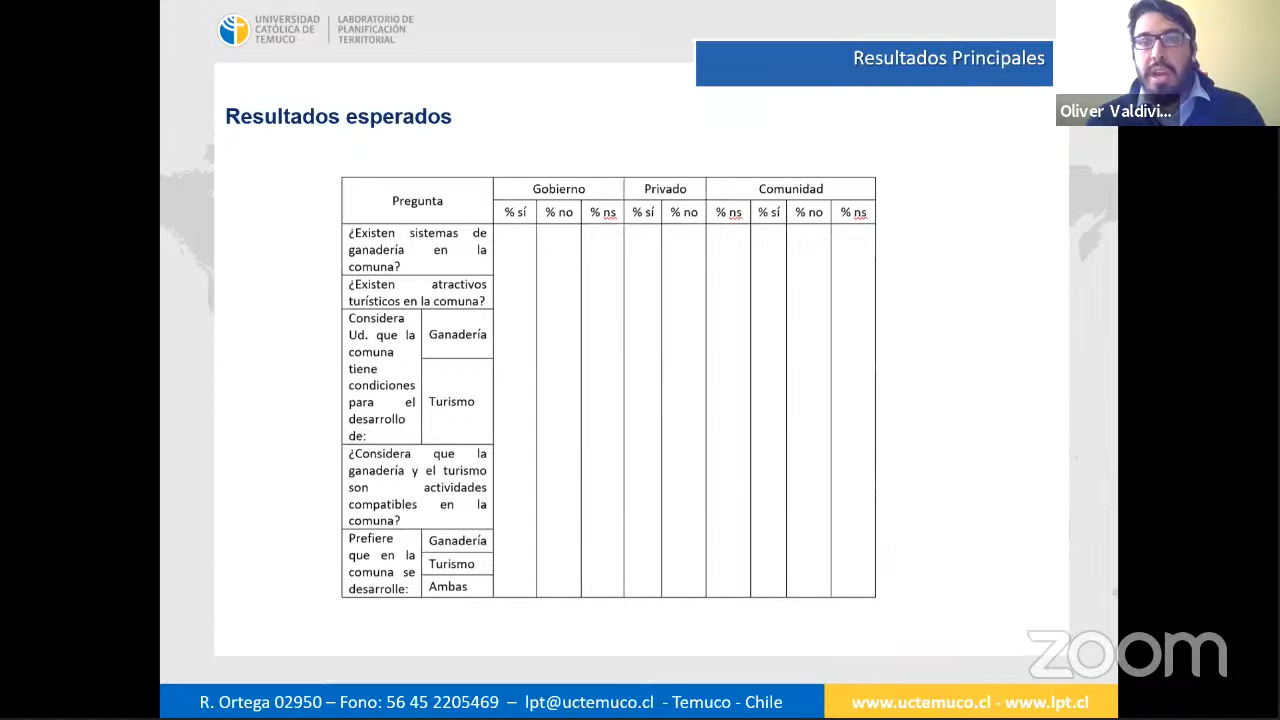 UNIVERSIDAD
CATÓLICA DE
TEMUCO
LABORATORIO DE
PLANIFICACIÓN
TERRITORIAL
Resultados Principales
Oliver Valdivi...
Resultados esperados
Pregunta
Gobierno
Privado
Comunidad
% sí
% no
% ns
% sí
% no
% ns
% sí
% no
% ns
¿Existen sistemas de
ganadería en la
comuna?
¿Existen atractivos
turísticos en la comuna?
Considera
Ud. que la
comuna
tiene
condiciones
para el
desarrollo
de:
Ganadería
Turismo
¿Considera que la
ganadería y el turismo
son actividades
compatibles en la
comuna?
Prefiere
que en la
comuna se
desarrolle:
Ganadería
Turismo
Ambas
zoom
R. Ortega 02950 – Fono: 56 45 2205469 – lpt@uctemuco.cl - Temuco - Chile
www.uctemuco.cl - www.lpt.cl